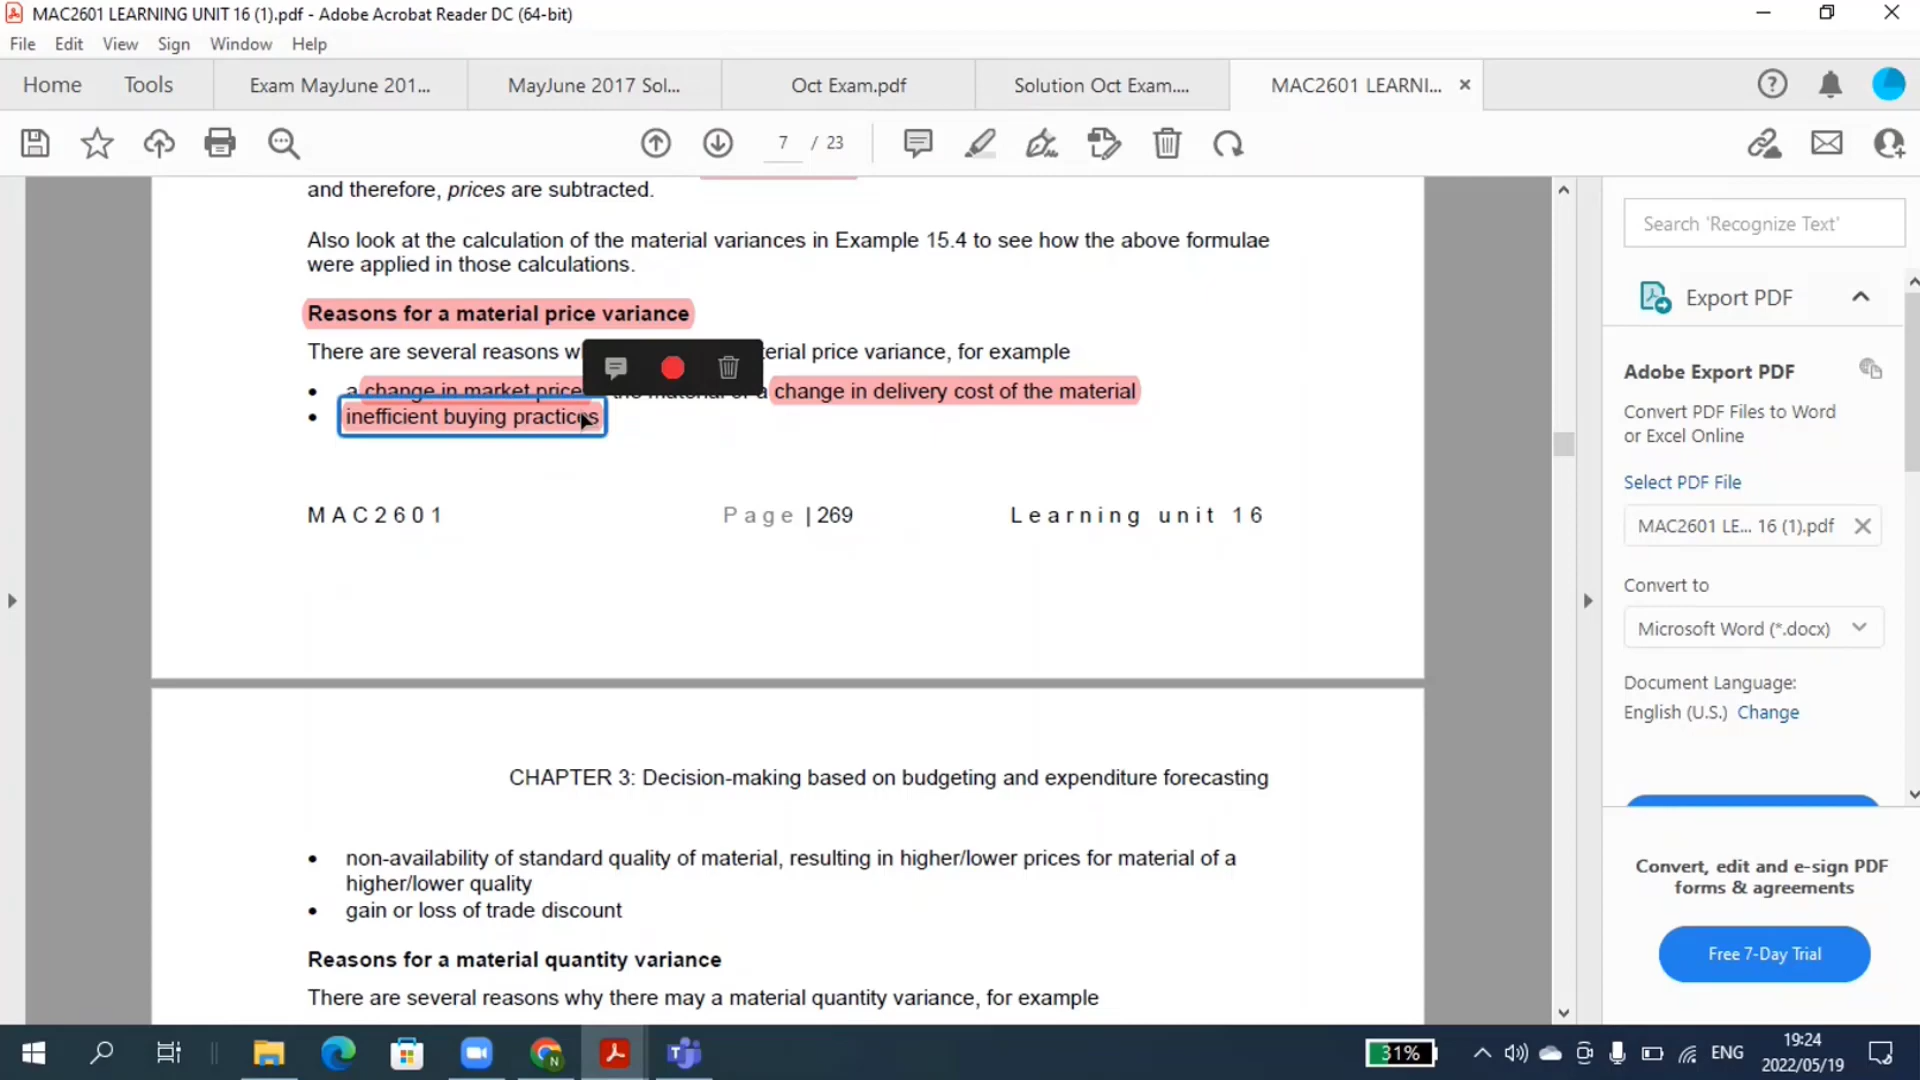 MAC2601 LEARNING UNIT 16 (1).pdf - Adobe Acrobat Reader DC (64-bit)
File Edit View Sign Window Help
Home Tools Exam MayJune 201... MayJune 2017 Sol... Oct Exam.pdf Solution Oct Exam.... MAC2601 LEARNI...
7 / 23
and therefore, prices are subtracted.
Also look at the calculation of the material variances in Example 15.4 to see how the above formulae
were applied in those calculations.
Reasons for a material price variance
There are several reasons terial price variance, for example
• a change in market price a change in delivery cost of the material
• inefficient buying practices
MAC2601 Page |269 Learning unit 16
CHAPTER 3: Decision-making based on budgeting and expenditure forecasting
• non-availability of standard quality of material, resulting in higher/lower prices for material of a
higher/lower quality
• gain or loss of trade discount
Reasons for a material quantity variance
There are several reasons why there may a material quantity variance, for example
Search 'Recognize Text'
Export PDF
Adobe Export PDF
Convert PDF Files to Word
or Excel Online
Select PDF File
MAC2601 LE... 16 (1).pdf
Convert to
Microsoft Word (*.docx)
Document Language:
English (U.S.) Change
Convert, edit and e-sign PDF
forms & agreements
Free 7-Day Trial
31% ENG 19:24
2022/05/19